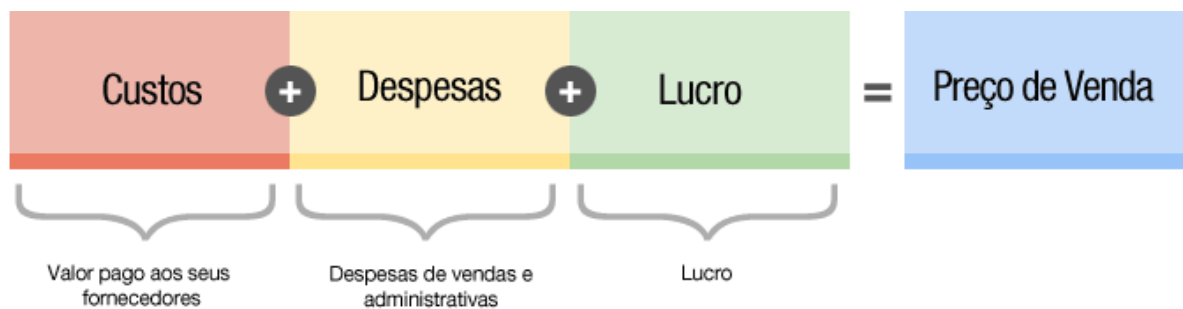 Custos + Despesas + Lucro = Preço de Venda
Valor pago aos seus
fornecedores
Despesas de vendas e
administrativas
Lucro